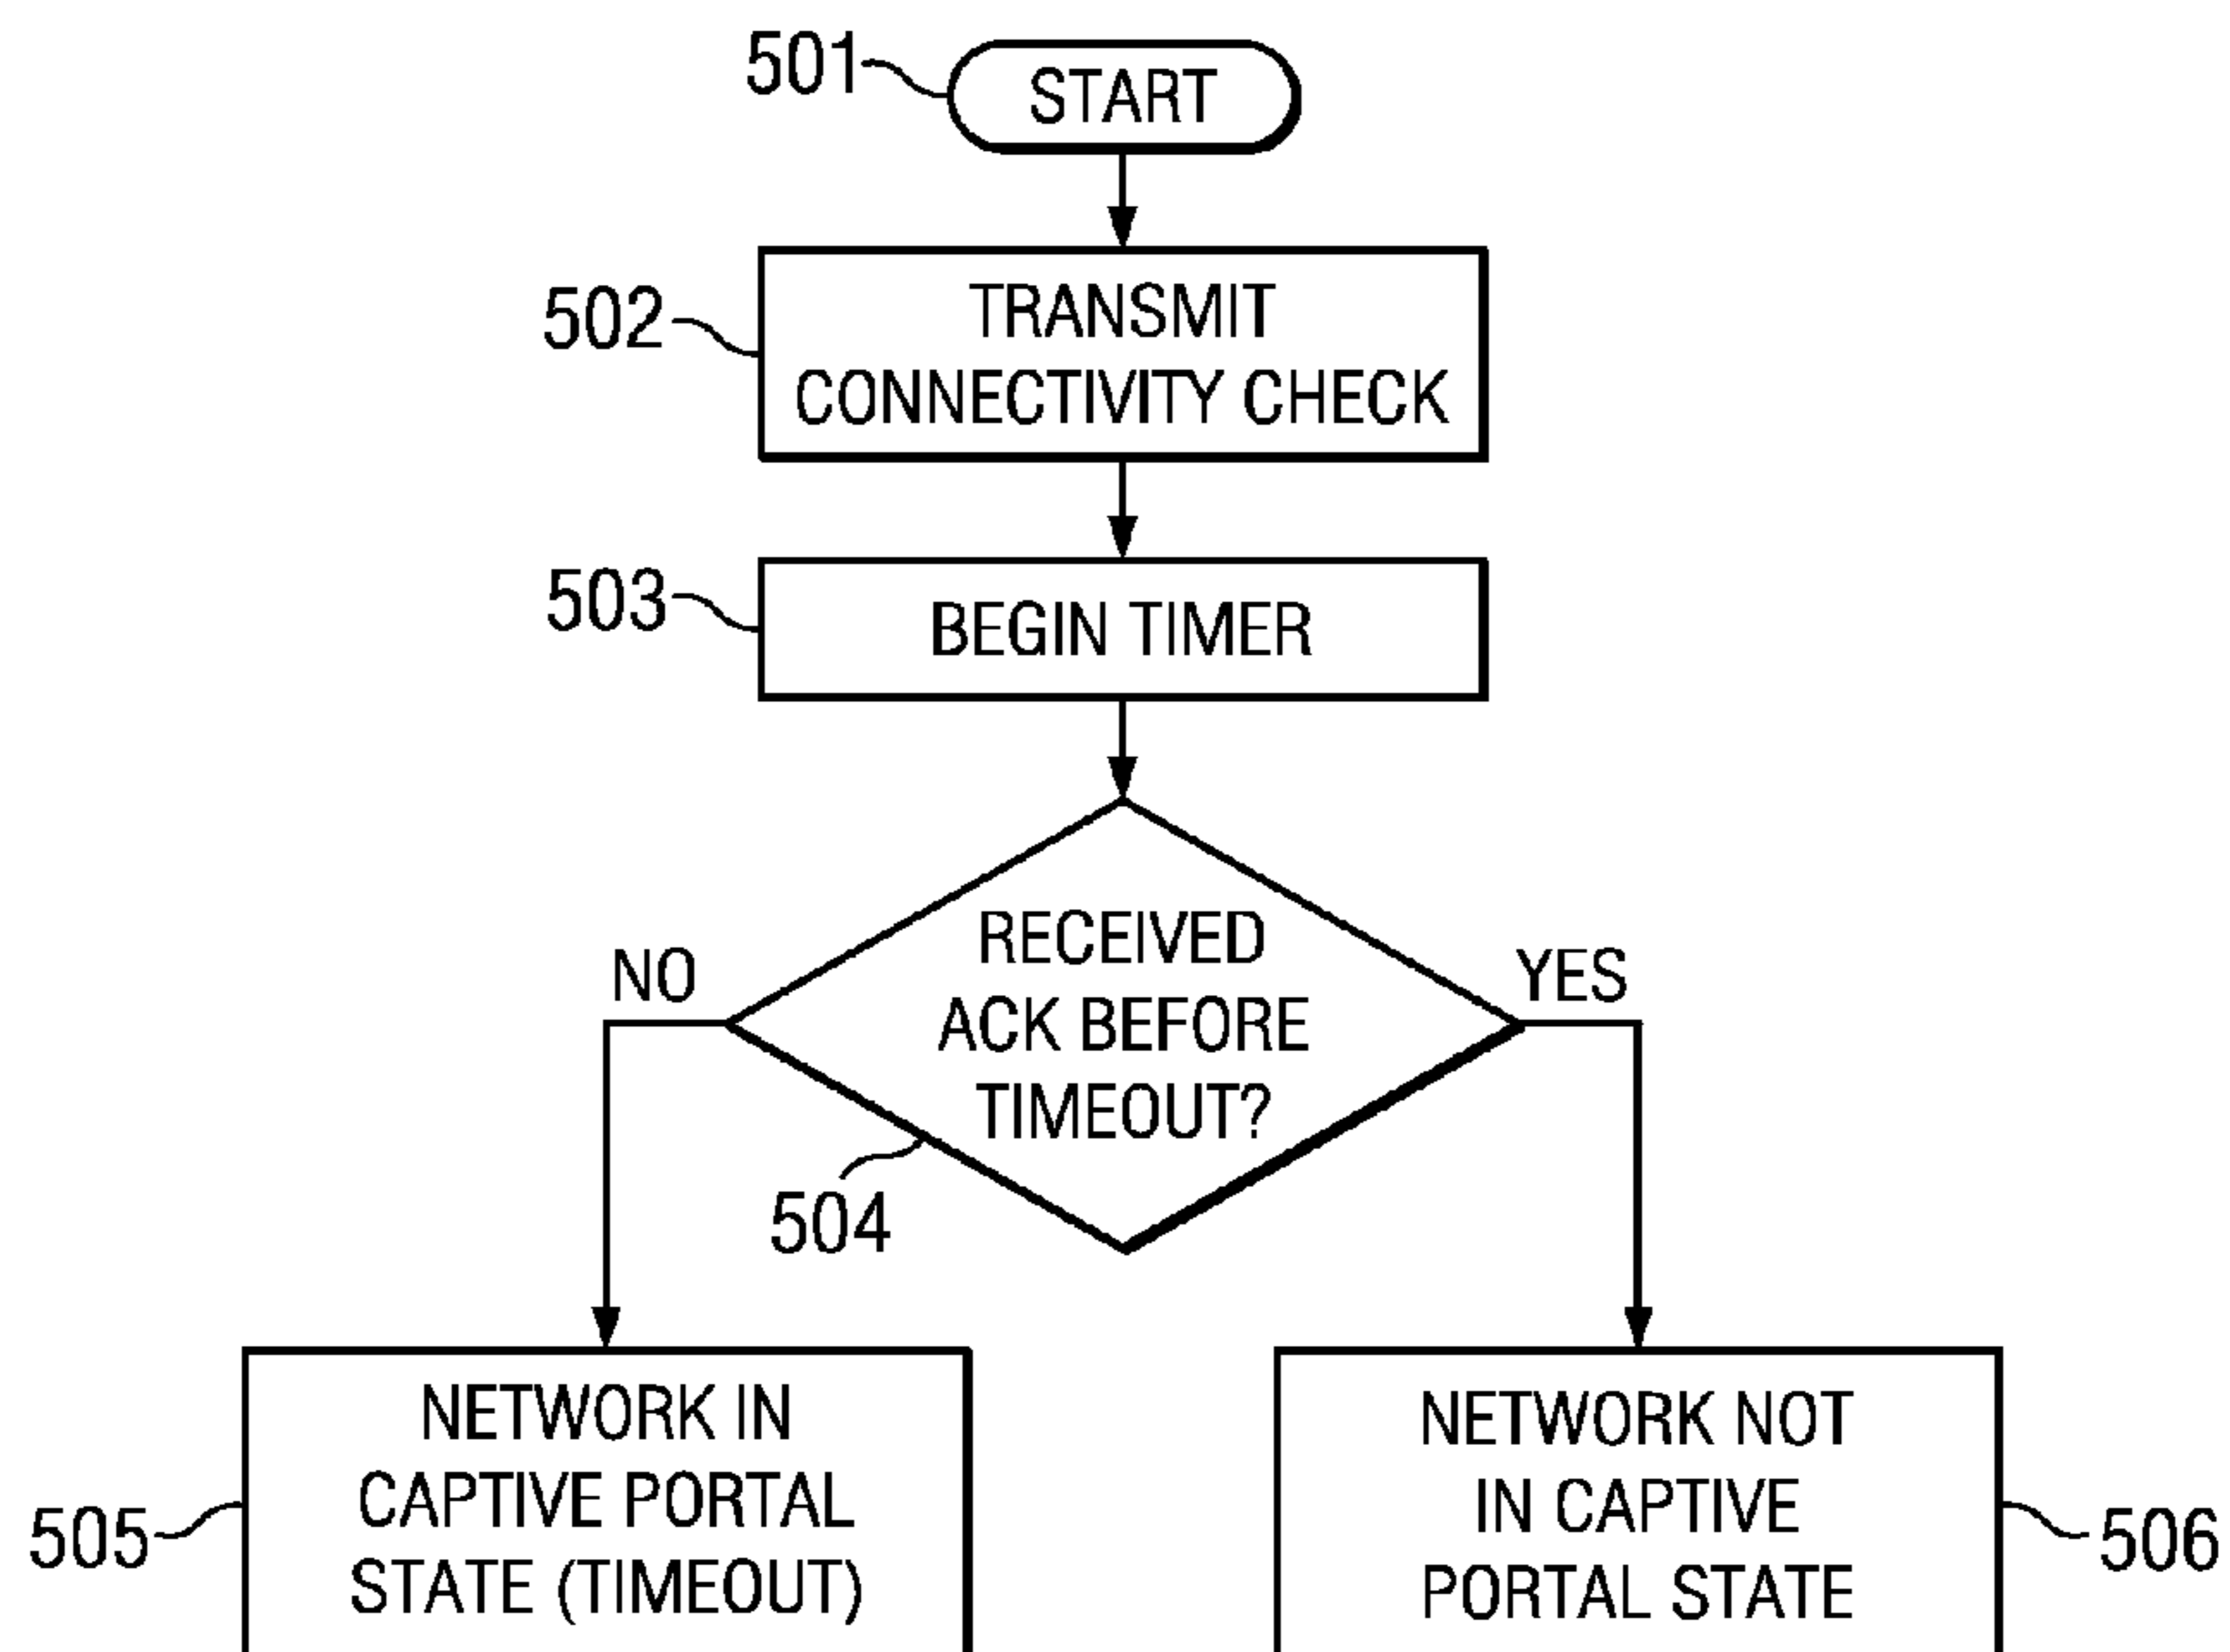 501
START
502
TRANSMIT
CONNECTIVITY CHECK
503
BEGIN TIMER
NO
YES
RECEIVED
ACK BEFORE
TIMEOUT?
504
505
NETWORK IN
CAPTIVE PORTAL
STATE (TIMEOUT)
NETWORK NOT
IN CAPTIVE
PORTAL STATE
506